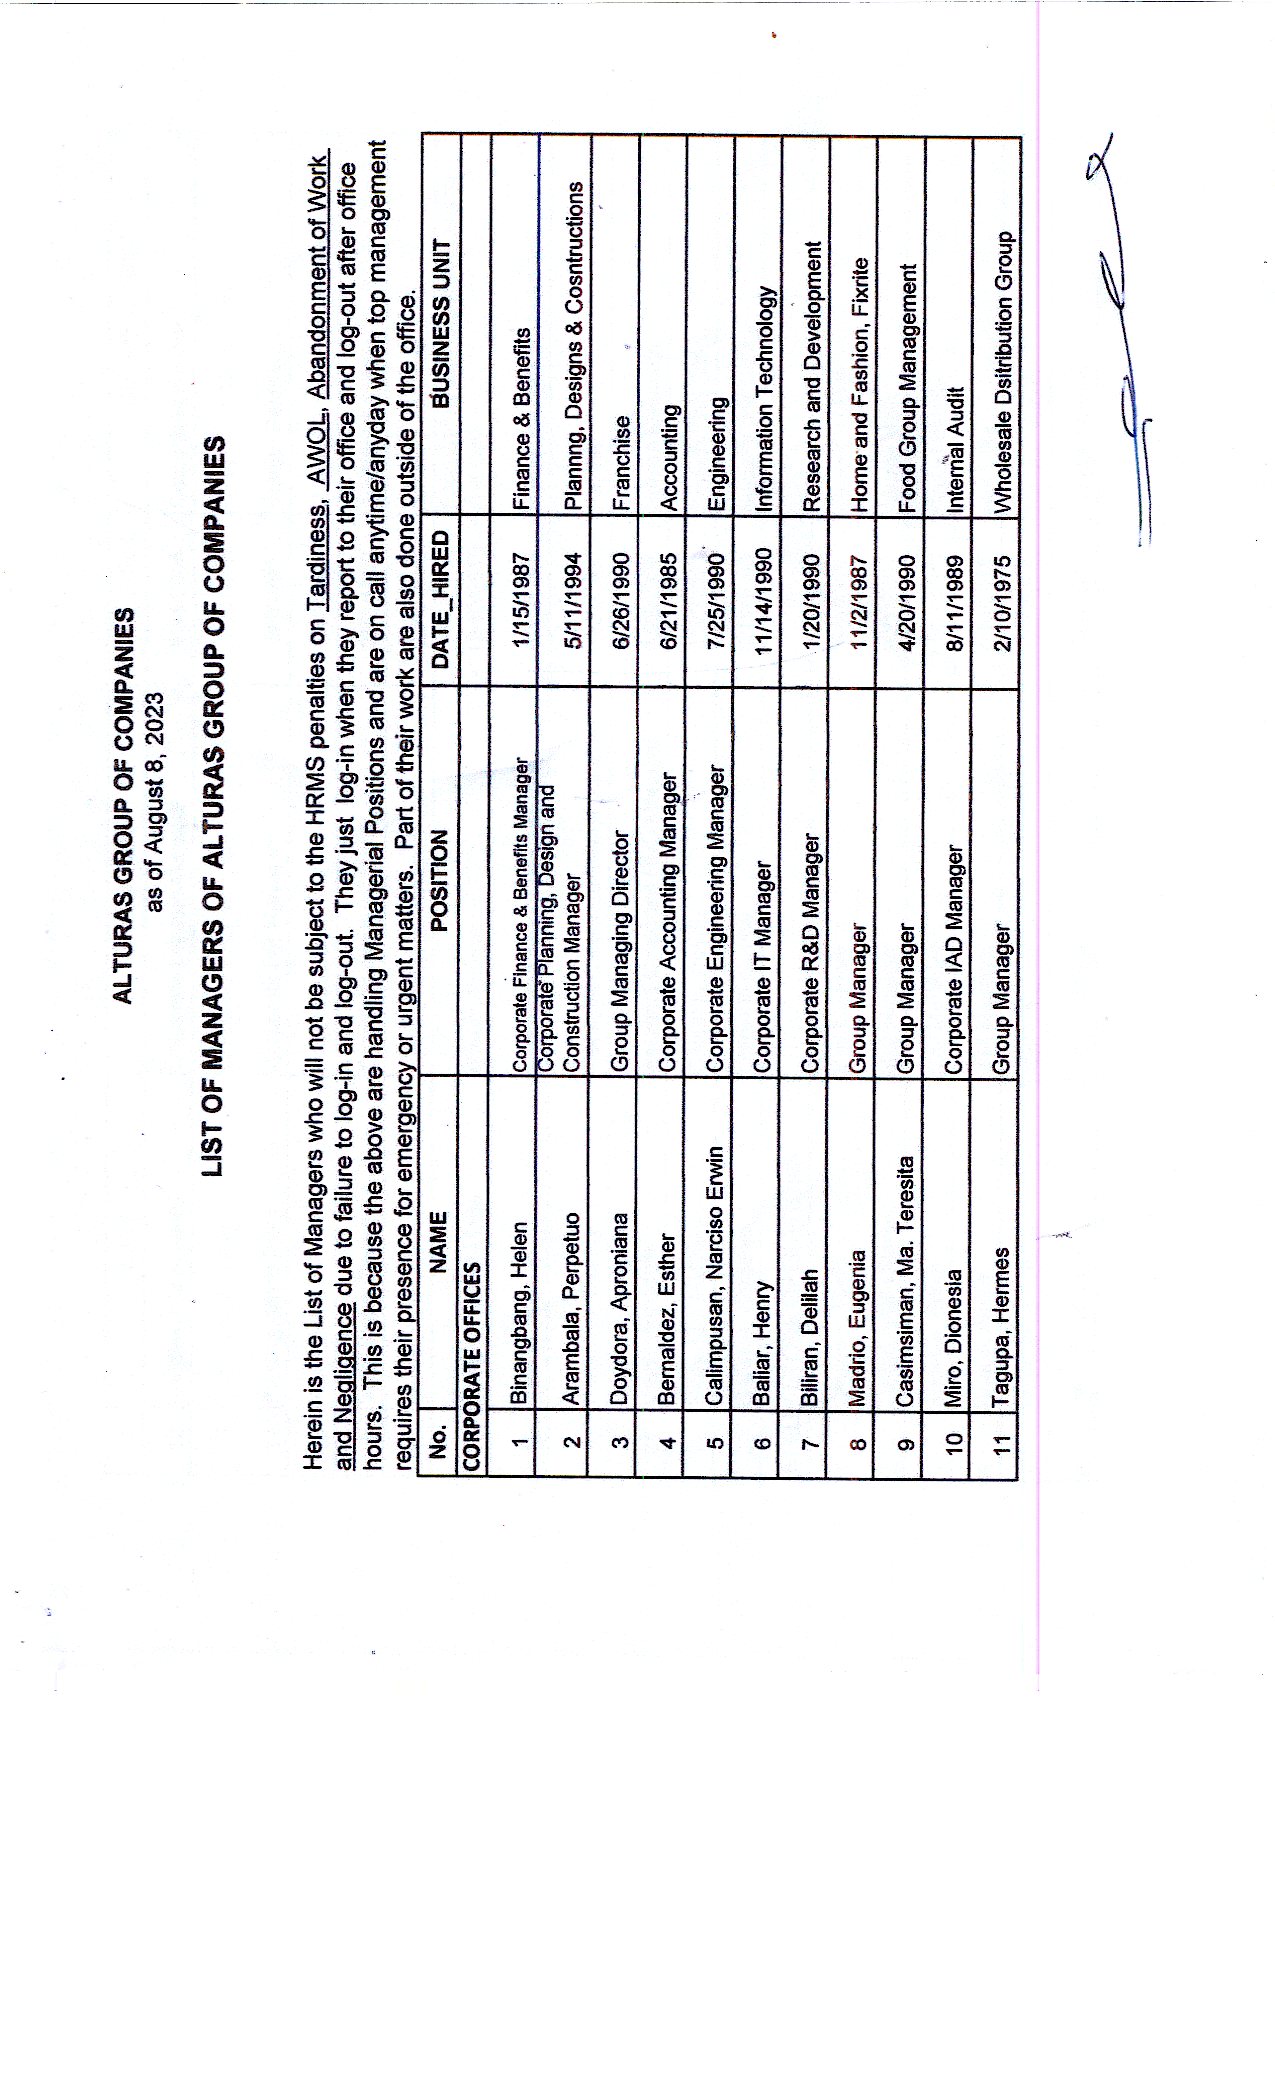 ALTURAS GROUP OF COMPANIES
as of August 8, 2023
LIST OF MANAGERS OF ALTURAS GROUP OF COMPANIES
Herein is the List of Managers who will not be subject to the HRMS penalties on Tardiness, AWOL, Abandonment of Work
and Negligence due to failure to log-in and log-out. They just log-in when they report to their office and log-out after office
hours. This is because the above are handling Managerial Positions and are on call anytime/anyday when top management
requires their presence for emergency or urgent matters. Part of their work are also done outside of the office.
No. NAME POSITION DATE_HIRED BUSINESS UNIT
CORPORATE OFFICES
1 Binangbang, Helen Corporate Finance & Benefits Manager 1/15/1987 Finance & Benefits
Corporate Planning, Design and
2 Arambala, Perpetuo Construction Manager 5/11/1994 Plannng, Designs & Cosntructions
3 Doydora, Aproniana Group Managing Director 6/26/1990 Franchise
4 Bernaldez, Esther Corporate Accounting Manager 6/21/1985 Accounting
5 Calimpusan, Narciso Erwin Corporate Engineering Manager 7/25/1990 Engineering
6 Baliar, Henry Corporate IT Manager 11/14/1990 Information Technology
7 Biliran, Delilah Corporate R&D Manager 1/20/1990 Research and Development
8 Madrio, Eugenia Group Manager 11/2/1987 Home and Fashion, Fixrite
9 Casimsiman, Ma. Teresita Group Manager 4/20/1990 Food Group Management
10 Miro, Dionesia Corporate IAD Manager 8/11/1989 Internal Audit
11 Tagupa, Hermes Group Manager 2/10/1975 Wholesale Dsitribution Group